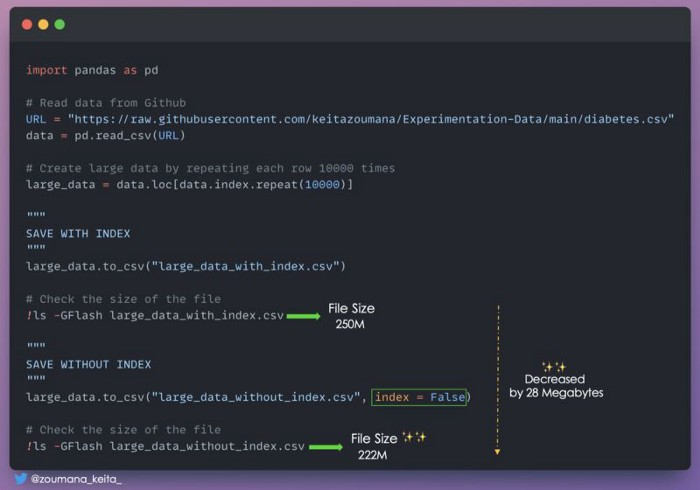 import pandas as pd
# Read data from Github
URL = "https://raw.githubusercontent.com/keitazoumana/Experimentation-Data/main/diabetes.csv"
data = pd.read_csv(URL)
# Create large data by repeating each row 10000 times
large_data = data.loc[data.index.repeat(10000)]
"""
SAVE WITH INDEX
"""
large_data.to_csv("large_data_with_index.csv")
# Check the size of the file
!ls -GFlash large_data_with_index.csv
File Size
250M
"""
SAVE WITHOUT INDEX
"""
large_data.to_csv("large_data_without_index.csv", index = False)
✨✨
Decreased
by 28 Megabytes
# Check the size of the file
!ls -GFlash large_data_without_index.csv
File Size ✨✨
222M
@zoumana_keita_